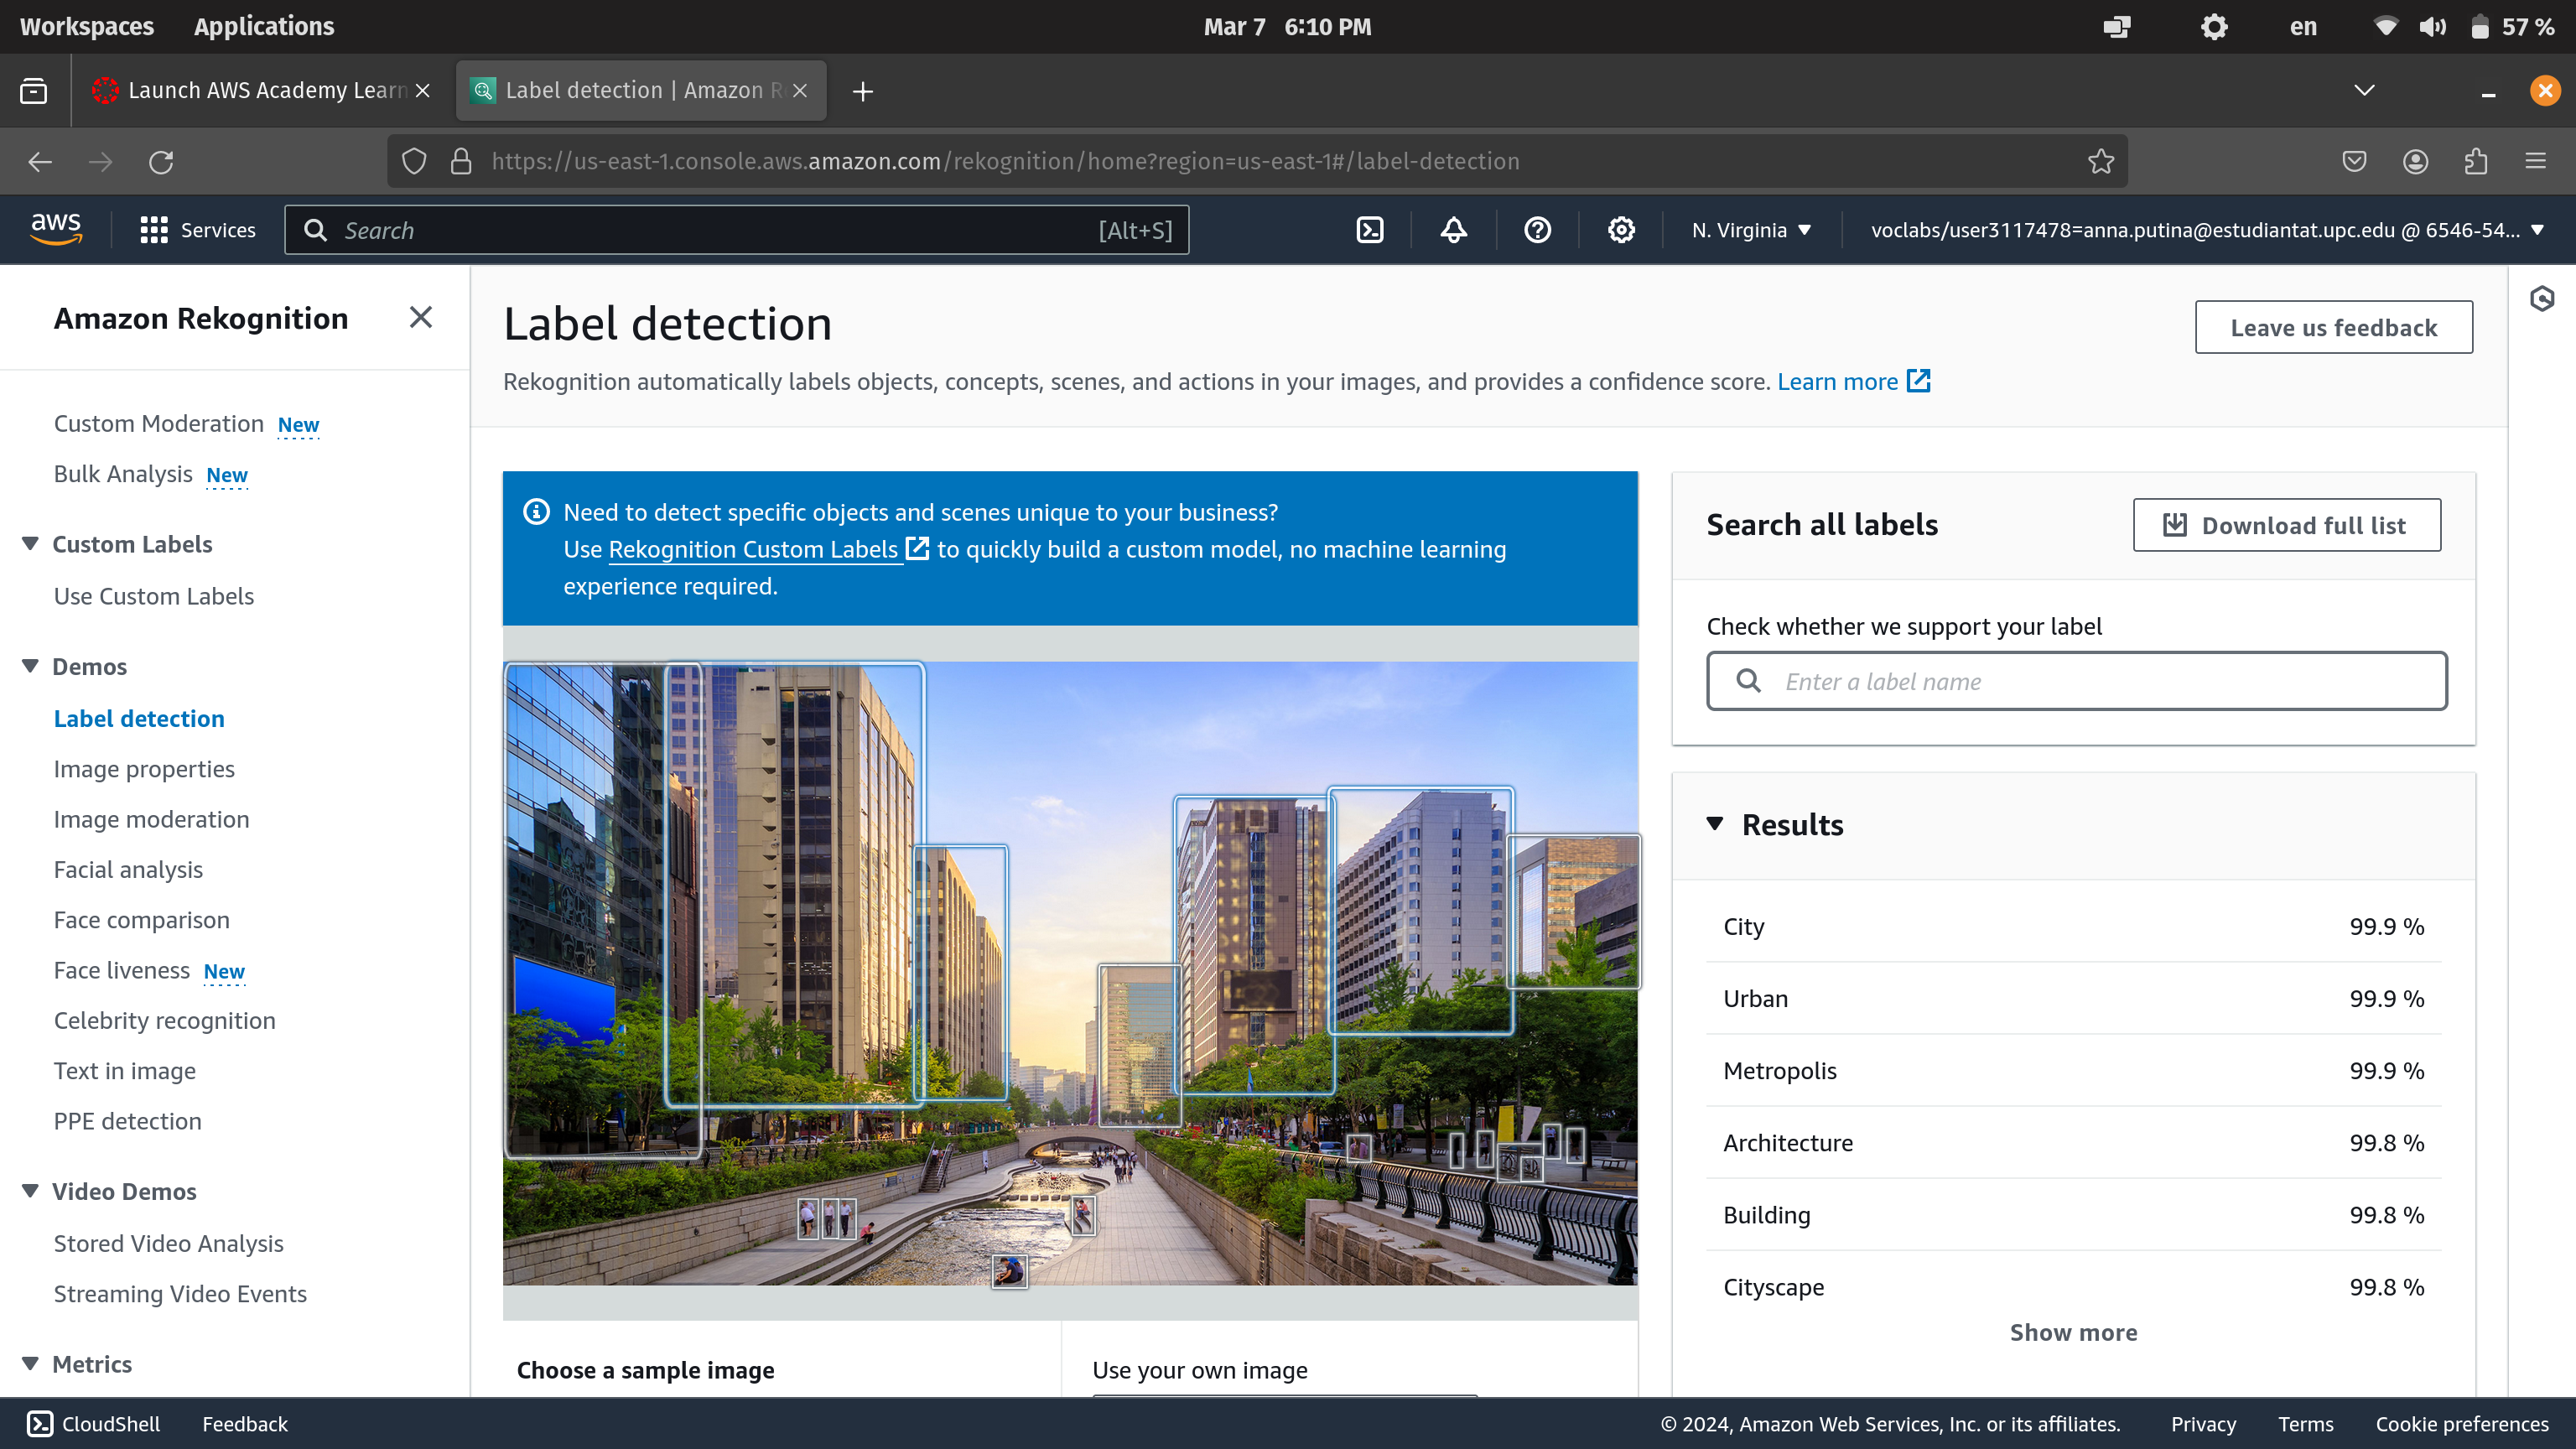 Workspaces Applications Mar 7 6:10 PM en 57 %
Launch AWS Academy Learn Label detection | Amazon R
https://us-east-1.console.aws.amazon.com/rekognition/home?region=us-east-1#/label-detection
aws Services Search [Alt+S] N. Virginia voclabs/user3117478=anna.putina@estudiantat.upc.edu @ 6546-54...
Amazon Rekognition
Custom Moderation New
Bulk Analysis New
Custom Labels
Use Custom Labels
Demos
Label detection
Image properties
Image moderation
Facial analysis
Face comparison
Face liveness New
Celebrity recognition
Text in image
PPE detection
Video Demos
Stored Video Analysis
Streaming Video Events
Metrics
Label detection
Leave us feedback
Rekognition automatically labels objects, concepts, scenes, and actions in your images, and provides a confidence score. Learn more
Need to detect specific objects and scenes unique to your business?
Use Rekognition Custom Labels to quickly build a custom model, no machine learning
experience required.
Choose a sample image
Use your own image
Search all labels
Download full list
Check whether we support your label
Enter a label name
Results
City 99.9 %
Urban 99.9 %
Metropolis 99.9 %
Architecture 99.8 %
Building 99.8 %
Cityscape 99.8 %
Show more
CloudShell Feedback © 2024, Amazon Web Services, Inc. or its affiliates. Privacy Terms Cookie preferences